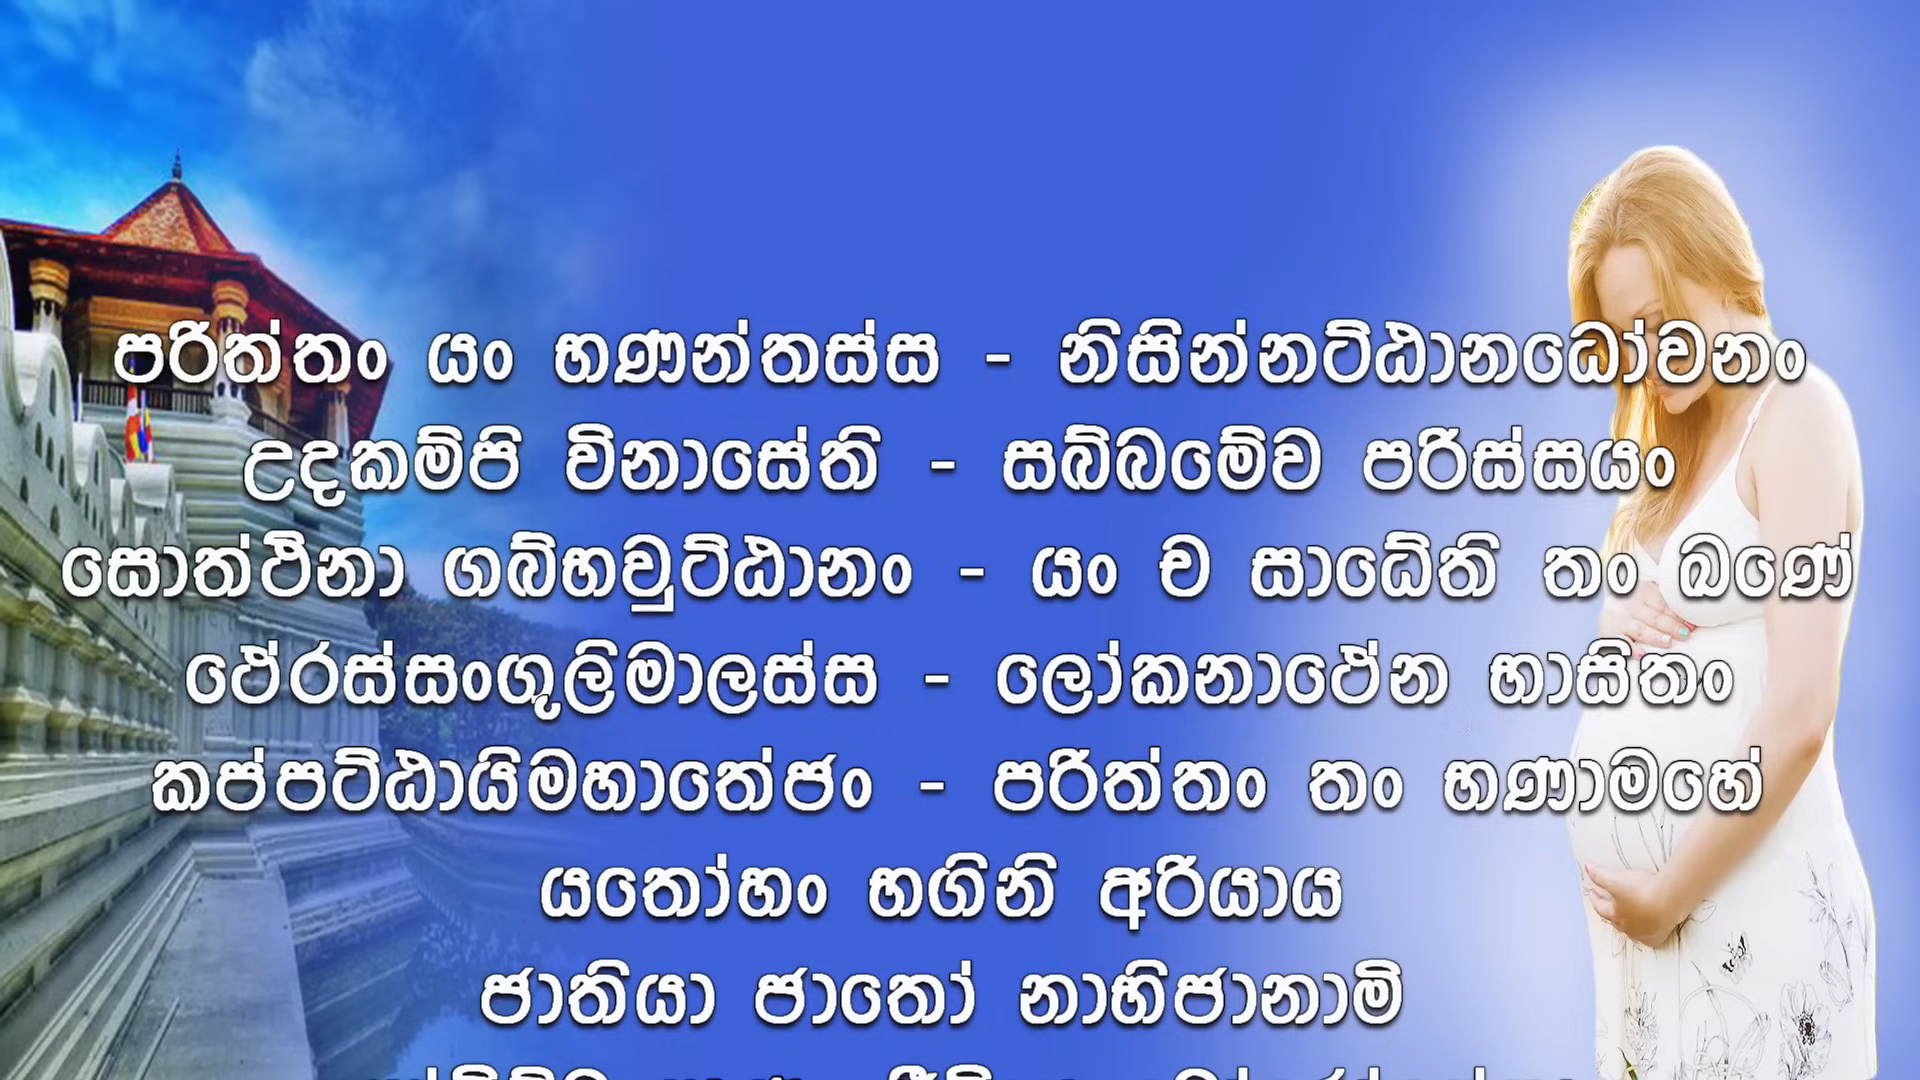 පරිත්තං යං භණන්තස්ස - නිසින්නට්ඨානධෝවනං
උදකම්පි විනාසේති - සබ්බමේව පරිස්සයං
සොත්ථිනා ගබ්භවුට්ඨානං - යං ච සාධේති තං ඛණේ
ථේරස්සංගුලිමාලස්ස - ලෝකනාථේන භාසිතං
කප්පට්ඨායිමහාතේජං - පරිත්තං තං භණාමහේ
යතෝහං භගිනි අරියාය
ජාතියා ජාතෝ නාභිජානාමි